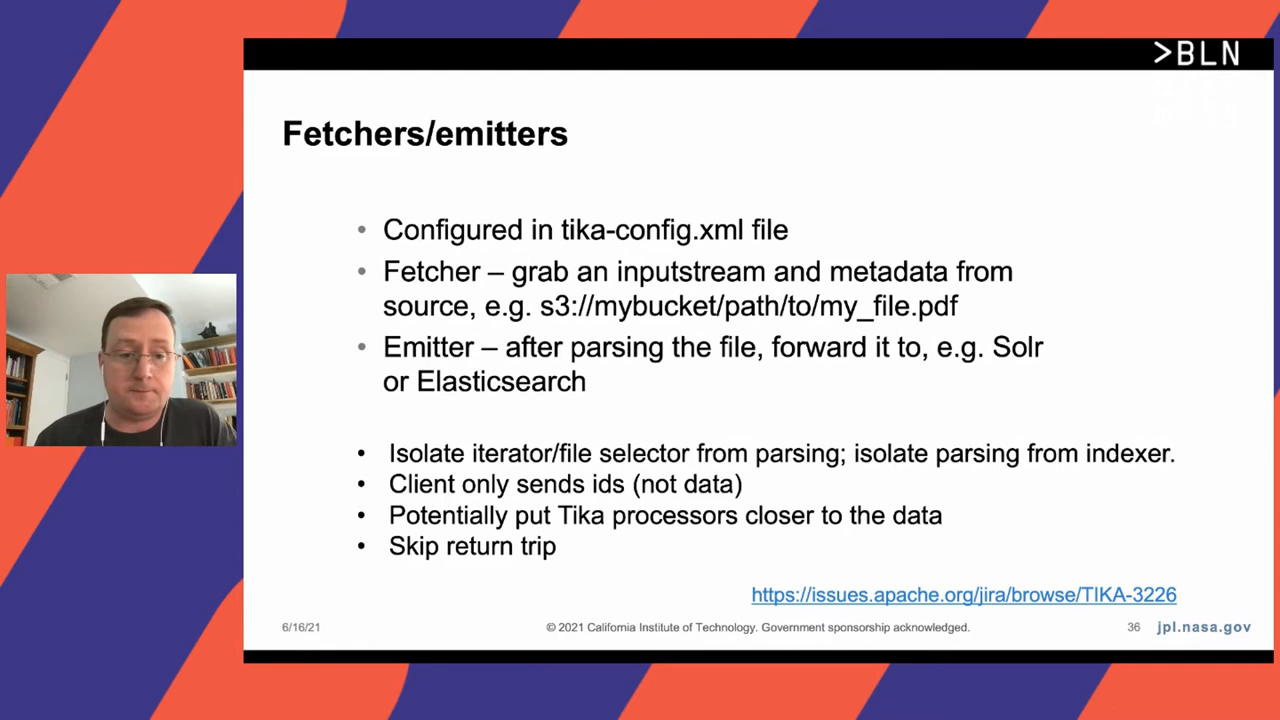 >BLN
Fetchers/emitters
• Configured in tika-config.xml file
• Fetcher – grab an inputstream and metadata from
source, e.g. s3://mybucket/path/to/my_file.pdf
• Emitter – after parsing the file, forward it to, e.g. Solr
or Elasticsearch
• Isolate iterator/file selector from parsing; isolate parsing from indexer.
• Client only sends ids (not data)
• Potentially put Tika processors closer to the data
• Skip return trip
https://issues.apache.org/jira/browse/TIKA-3226
6/16/21
© 2021 California Institute of Technology. Government sponsorship acknowledged.
36
jpl.nasa.gov